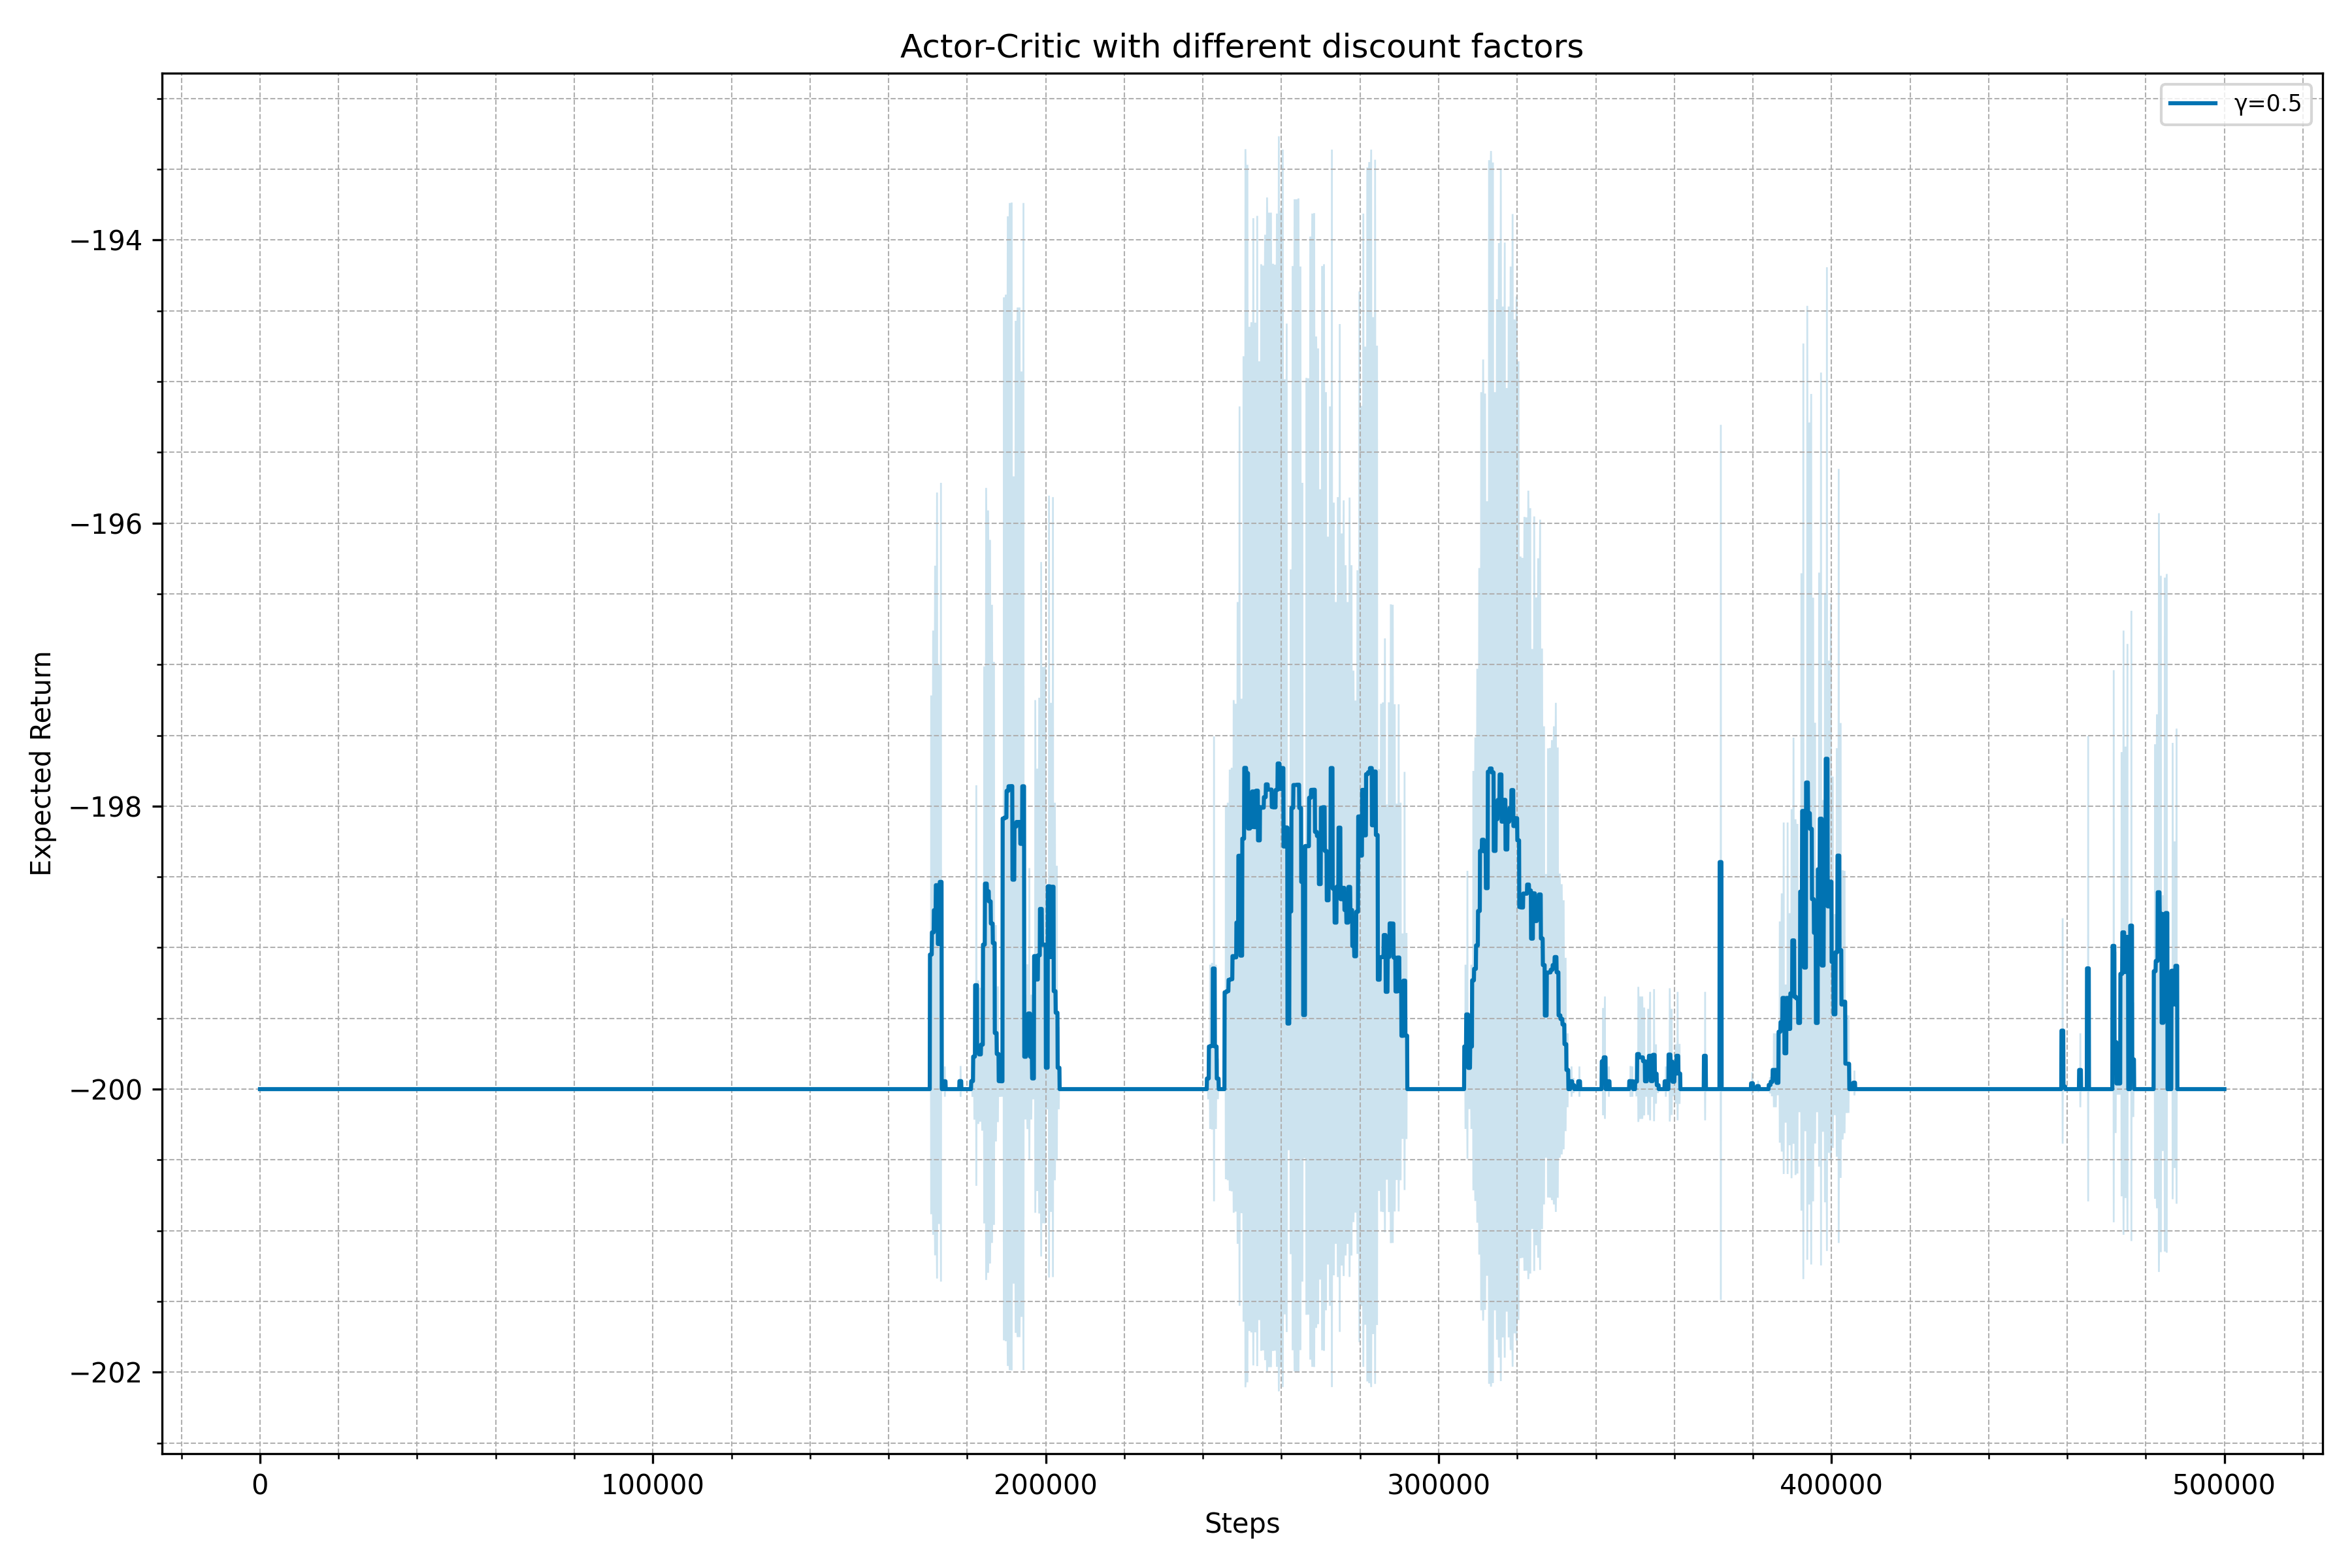 Actor-Critic with different discount factors
γ=0.5
−194
−196
−198
−200
−202
Expected Return
0 100000 200000 300000 400000 500000
Steps